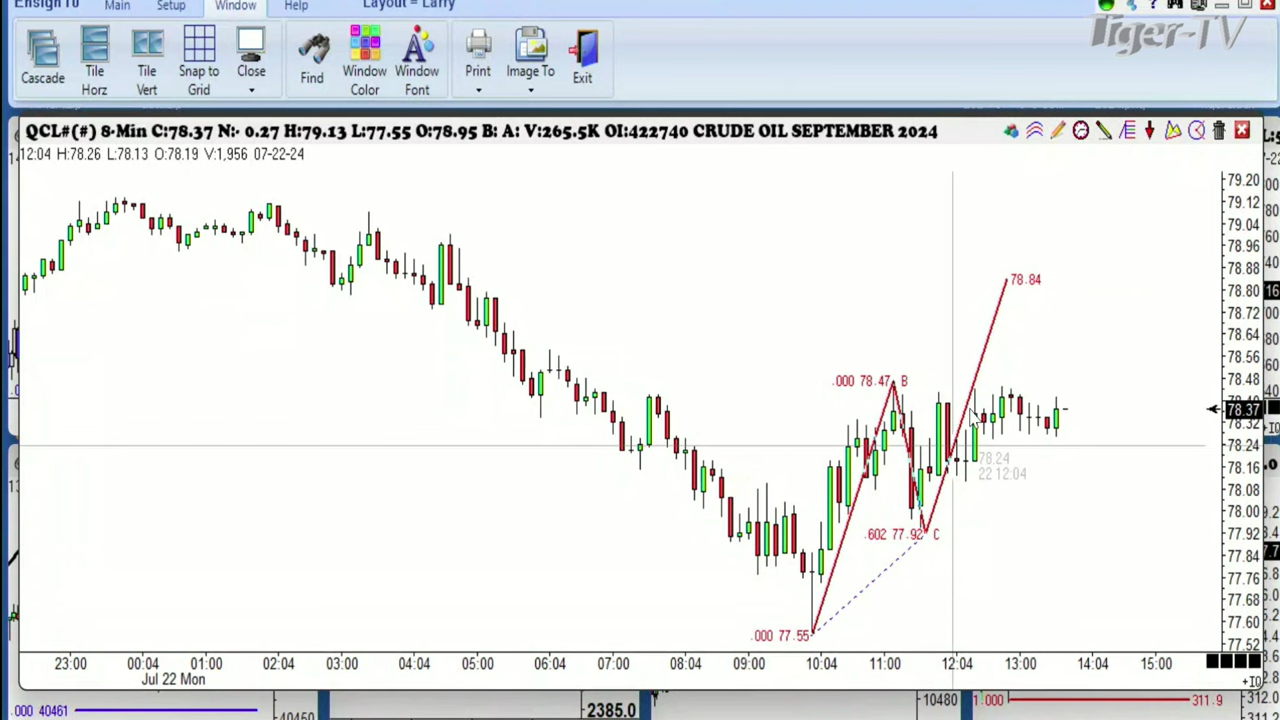 Ensign 10 Main Setup Window Help Layout = Larry
Tiger-TV
Cascade Tile Horz Tile Vert Snap to Grid Close Find Window Color Window Font Print Image To Exit
QCL#(#) 8-Min C:78.37 N:- 0.27 H:79.13 L:77.55 O:78.95 B: A: V:265.5K OI:422740 CRUDE OIL SEPTEMBER 2024
12:04 H:78.26 L:78.13 O:78.19 V:1,956 07-22-24
79.20
79.12
79.04
78.96
78.88
78.84
78.80
78.72
78.64
78.56
.000 78.47 B
78.48
78.40
78.37
78.32
78.24
78.24
22 12:04
78.16
78.08
78.00
.602 77.92 C
77.92
77.84
77.76
77.68
77.60
.000 77.55
77.52
23:00 00:04 01:00 02:04 03:00 04:04 05:00 06:04 07:00 08:04 09:00 10:04 11:00 12:04 13:00 14:04 15:00
Jul 22 Mon
.000 40461 40450 2385.0 10480 1.000 311.9 312.0